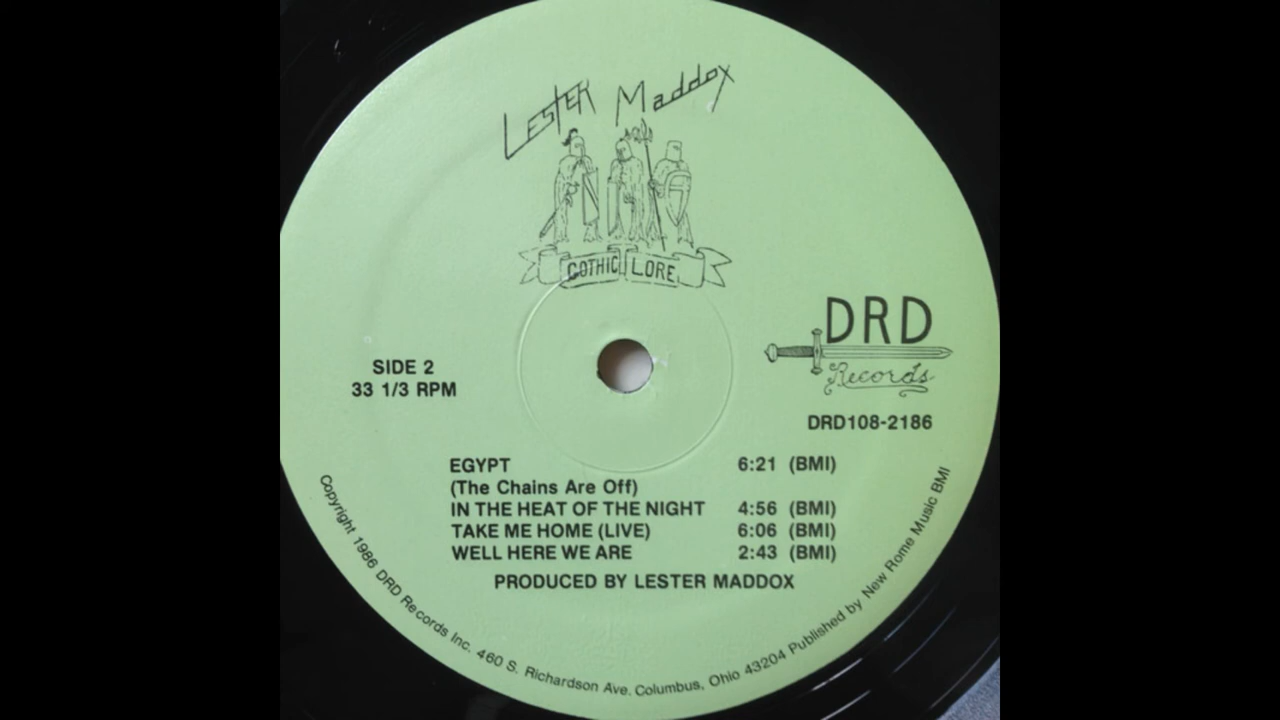 Lester Maddox
GOTHIC LORE
DRD
Records
SIDE 2
33 1/3 RPM
DRD108-2186
EGYPT 6:21 (BMI)
(The Chains Are Off)
IN THE HEAT OF THE NIGHT 4:56 (BMI)
TAKE ME HOME (LIVE) 6:06 (BMI)
WELL HERE WE ARE 2:43 (BMI)
PRODUCED BY LESTER MADDOX
Copyright 1986 DRD Records Inc. 460 S. Richardson Ave. Columbus, Ohio 43204 Published by New Rome Music BMI